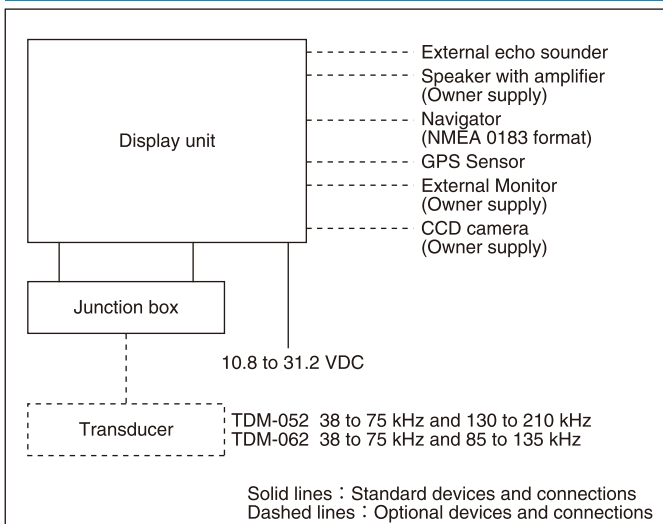 External echo sounder
Speaker with amplifier
(Owner supply)
Display unit
Navigator
(NMEA 0183 format)
GPS Sensor
External Monitor
(Owner supply)
CCD camera
(Owner supply)
Junction box
10.8 to 31.2 VDC
Transducer
TDM-052 38 to 75 kHz and 130 to 210 kHz
TDM-062 38 to 75 kHz and 85 to 135 kHz
Solid lines：Standard devices and connections
Dashed lines：Optional devices and connections